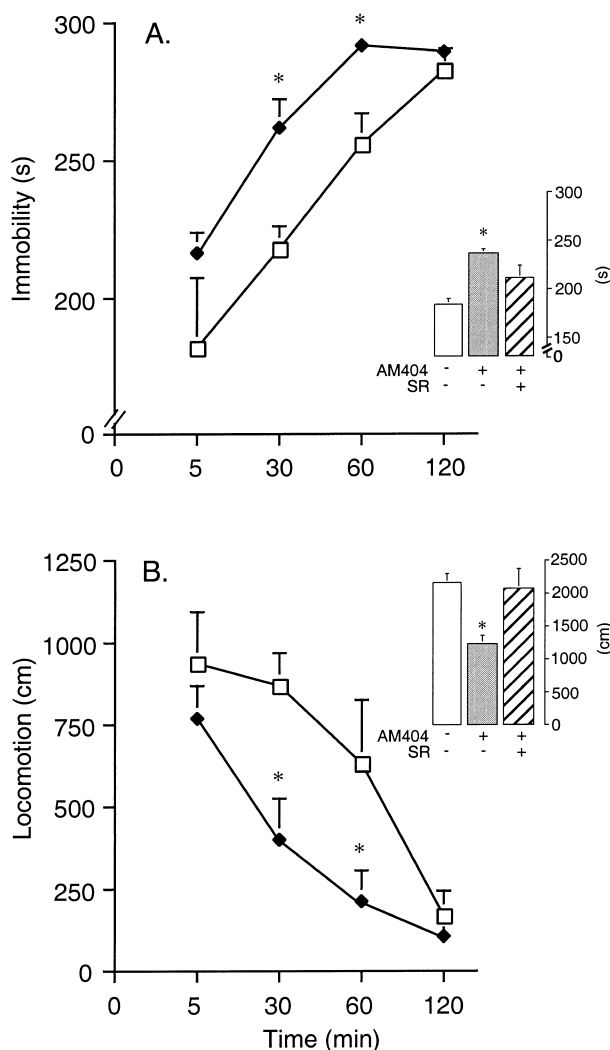 A.
Immobility (s)
300
250
200
0
*
*
0 5 30 60 120
*
300
250
200
150
0
(s)
AM404 - + +
SR - - +
B.
Locomotion (cm)
1250
1000
750
500
250
0
*
*
0 5 30 60 120
Time (min)
*
2500
2000
1500
1000
500
0
(cm)
AM404 - + +
SR - - +